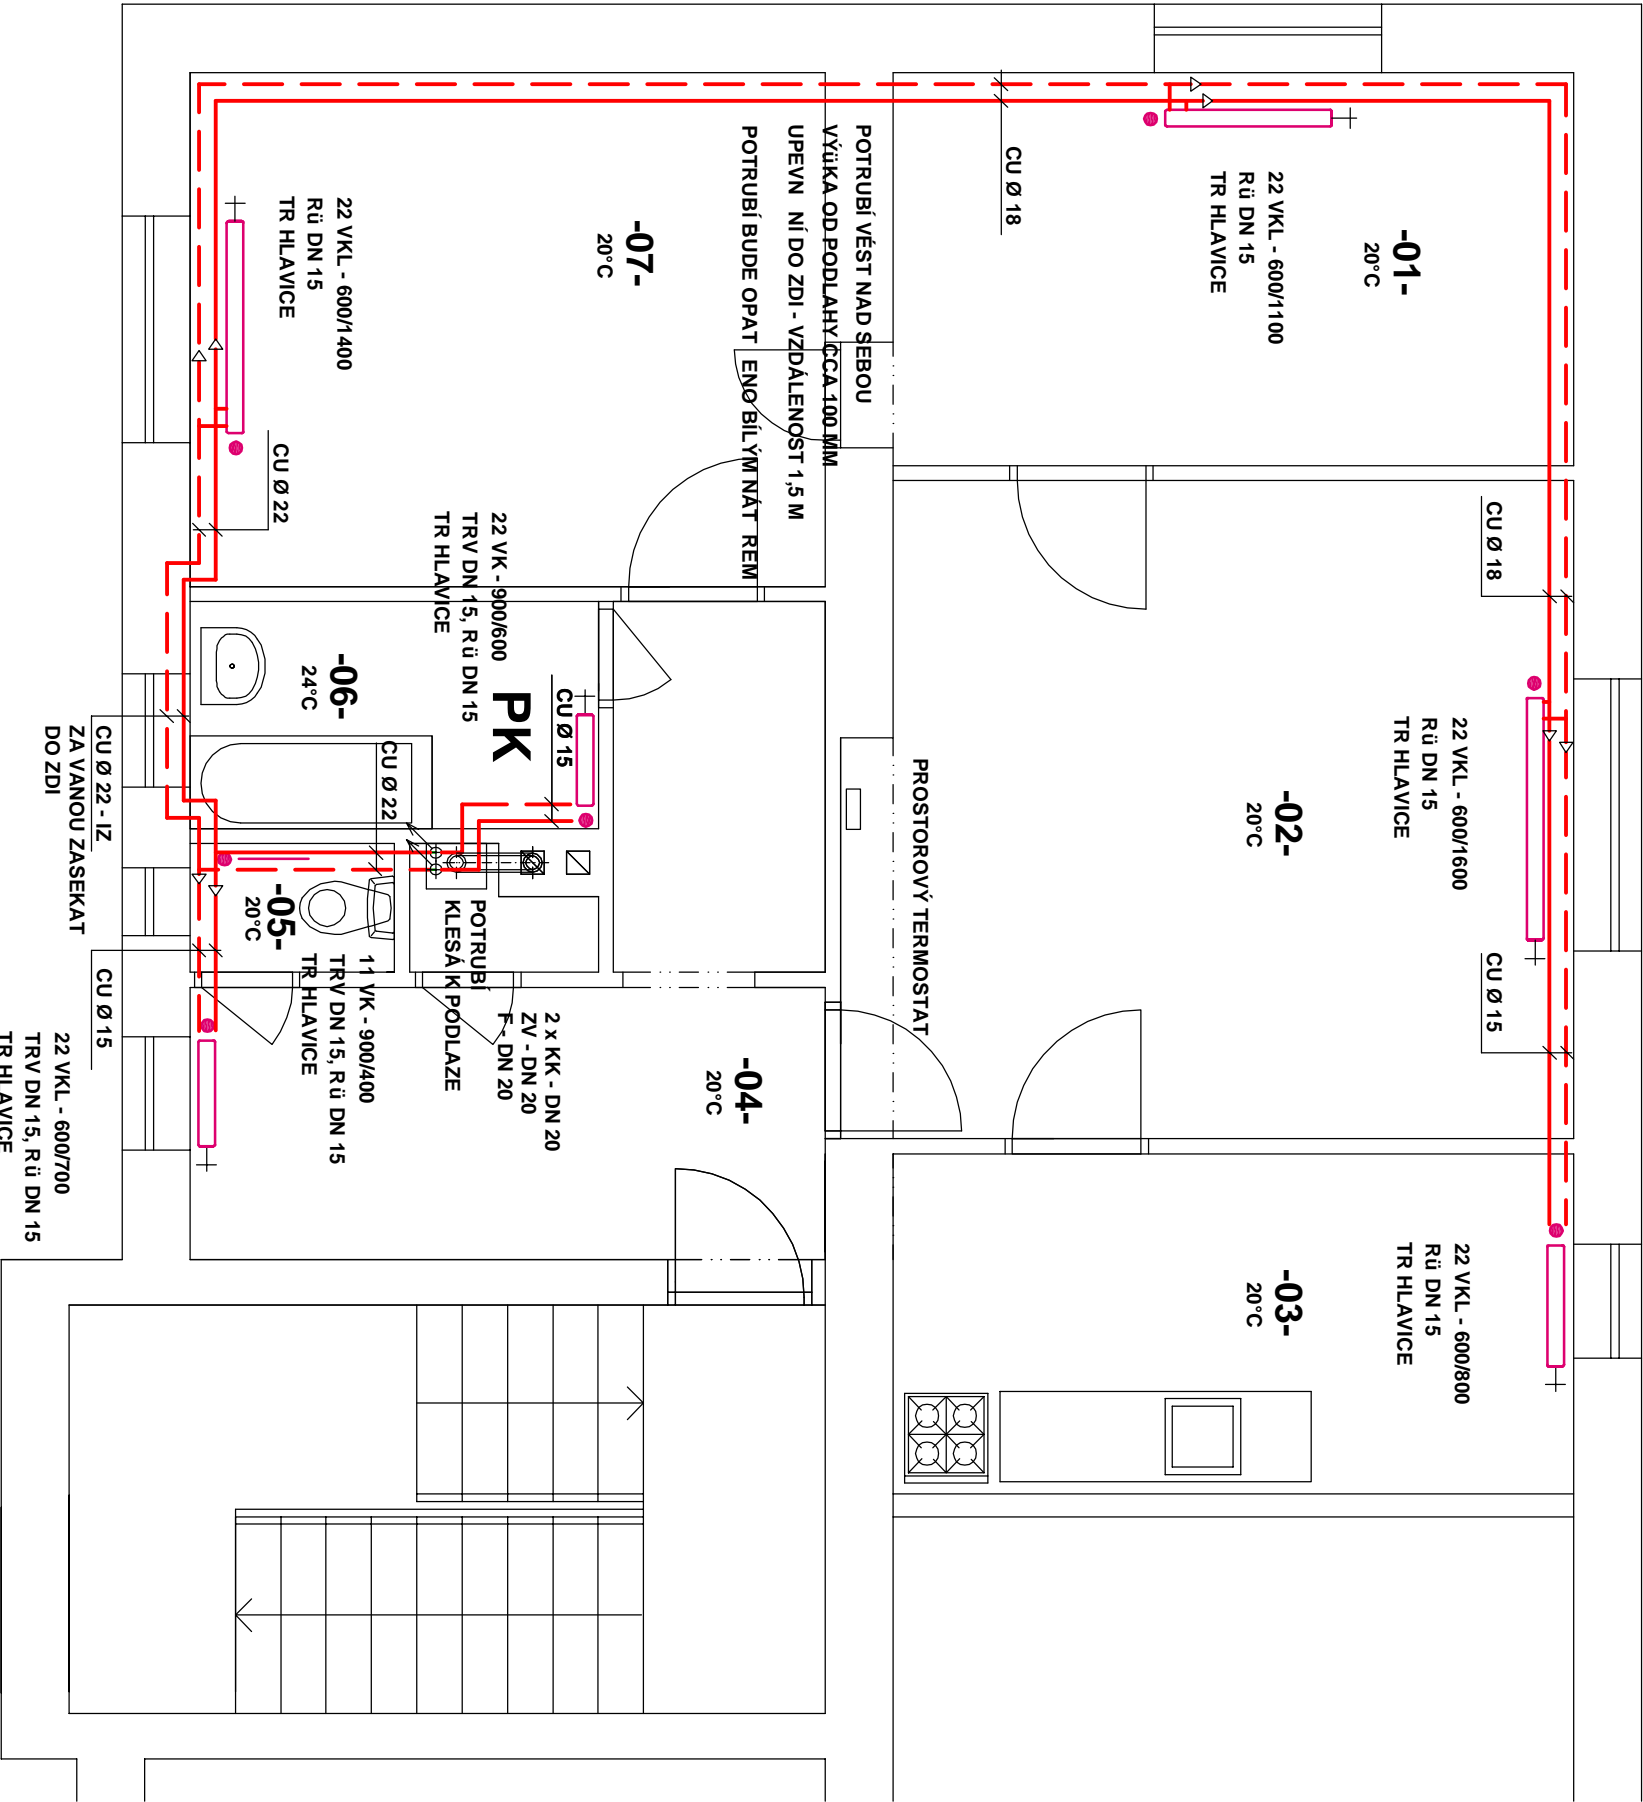 22 VKL - 600/1100
Rü DN 15
TR HLAVICE
-01-
20°C
CU Ø 18
POTRUBÍ VÉST NAD SEBOU
VÝüKA OD PODLAHY CCA 100 MM
UPEVN NÍ DO ZDI - VZDÁLENOST 1,5 M
POTRUBÍ BUDE OPAT ENO BÍLÝM NÁT REM
-07-
20°C
22 VKL - 600/1400
Rü DN 15
TR HLAVICE
CU Ø 22
CU Ø 18
22 VKL - 600/1600
Rü DN 15
TR HLAVICE
-02-
20°C
CU Ø 15
PROSTOROVÝ TERMOSTAT
22 VK - 900/600
TRV DN 15, Rü DN 15
TR HLAVICE
PK
CU Ø 15
-06-
24°C
CU Ø 22
CU Ø 22 - IZ
ZA VANOU ZASEKAT
DO ZDI
-05-
20°C
POTRUBÍ
KLESÁ K PODLAZE
11 VK - 900/400
TRV DN 15, Rü DN 15
TR HLAVICE
CU Ø 15
2 x KK - DN 20
ZV - DN 20
F - DN 20
-04-
20°C
22 VKL - 600/700
TRV DN 15, Rü DN 15
TR HLAVICE
22 VKL - 600/800
Rü DN 15
TR HLAVICE
-03-
20°C